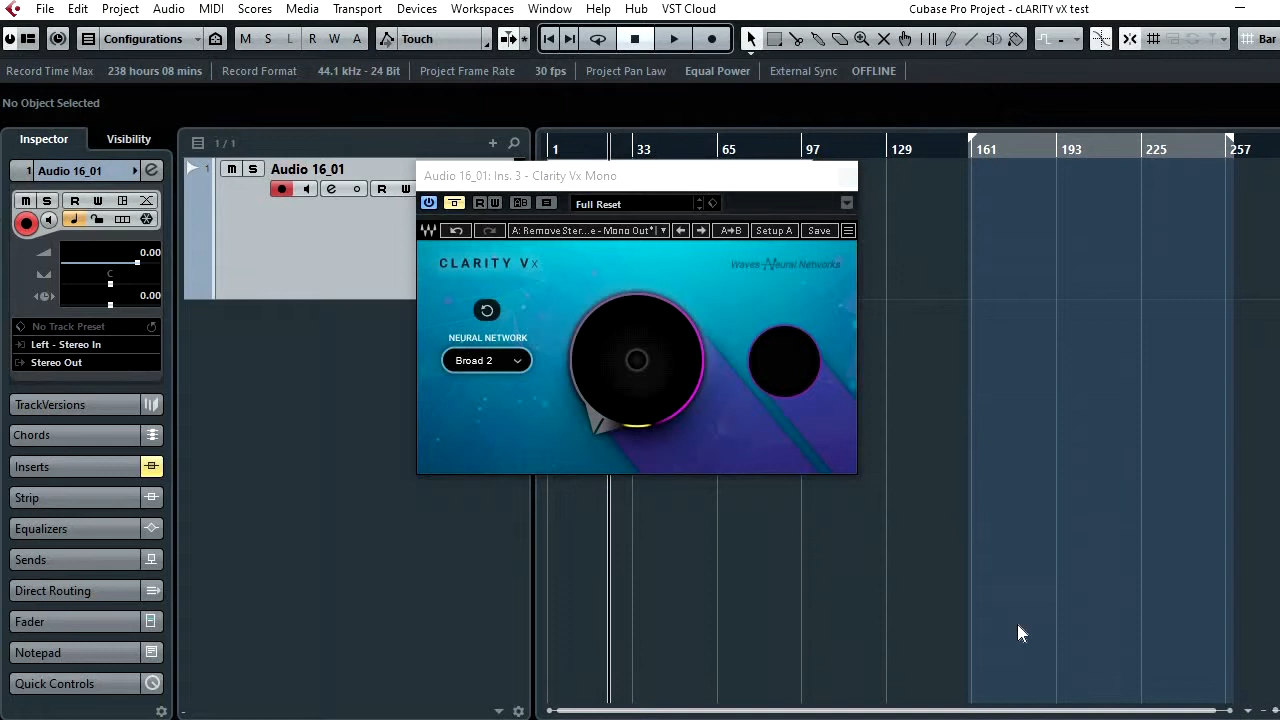 File Edit Project Audio MIDI Scores Media Transport Devices Workspaces Window Help Hub VST Cloud Cubase Pro Project - cLARITY vX test
Configurations M S L R W A Touch Bar
Record Time Max 238 hours 08 mins Record Format 44.1 kHz - 24 Bit Project Frame Rate 30 fps Project Pan Law Equal Power External Sync OFFLINE
No Object Selected
Inspector Visibility 1 / 1
1 33 65 97 129 161 193 225 257
1 Audio 16_01 e
1 M S Audio 16_01
e R W
M S R W
Audio 16_01: Ins. 3 - Clarity Vx Mono
R W A B Full Reset
A: RemoveSter...e - Mono Out* A→B Setup A Save
CLARITY Vx Waves Neural Networks
NEURAL NETWORK
Broad 2
0.00
C
0.00
No Track Preset
Left - Stereo In
Stereo Out
TrackVersions
Chords
Inserts
Strip
Equalizers
Sends
Direct Routing
Fader
Notepad
Quick Controls